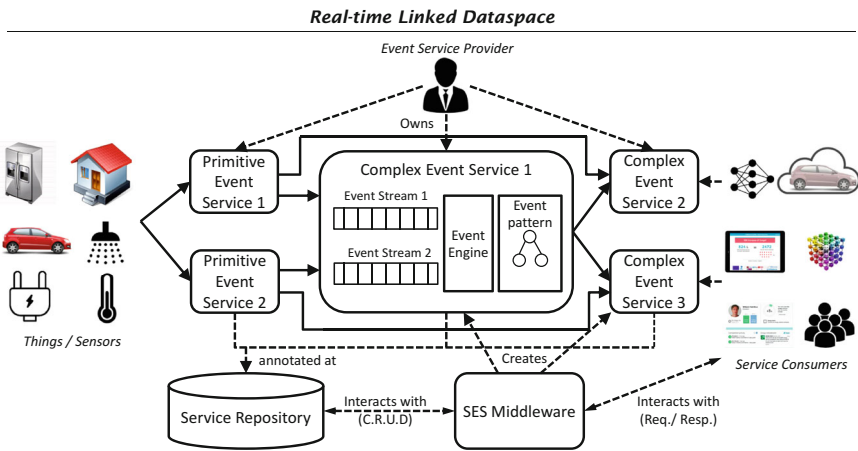 Real-time Linked Dataspace
Event Service Provider
Owns
Primitive
Event
Service 1
Complex Event Service 1
Event Stream 1
Event Stream 2
Event
Engine
Event
pattern
Complex
Event
Service 2
Primitive
Event
Service 2
Complex
Event
Service 3
Things / Sensors
annotated at
Creates
Service Consumers
Service Repository
Interacts with
(C.R.U.D)
SES Middleware
Interacts with
(Req./ Resp.)